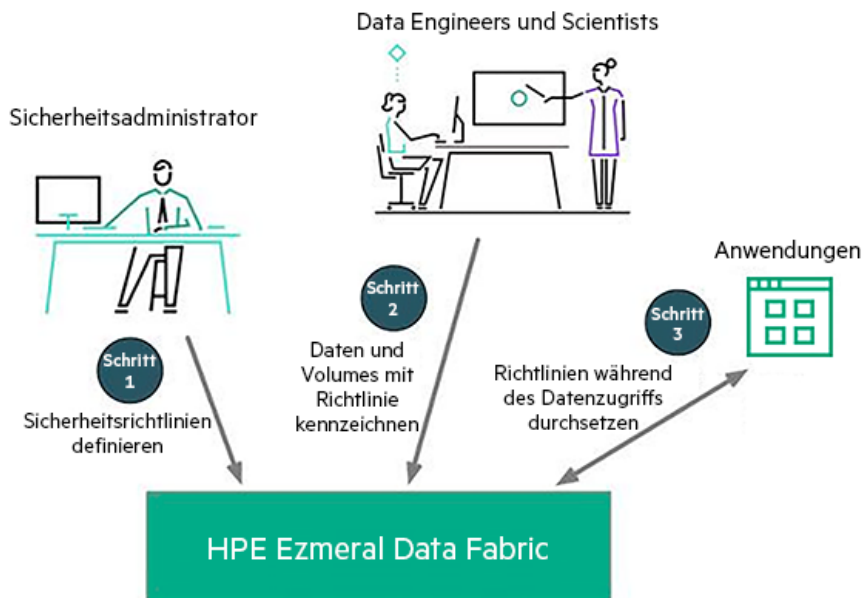 Data Engineers und Scientists
Sicherheitsadministrator
Anwendungen
Schritt
1
Sicherheitsrichtlinien
definieren
Schritt
2
Daten und
Volumes mit
Richtlinie
kennzeichnen
Schritt
3
Richtlinien während
des Datenzugriffs
durchsetzen
HPE Ezmeral Data Fabric